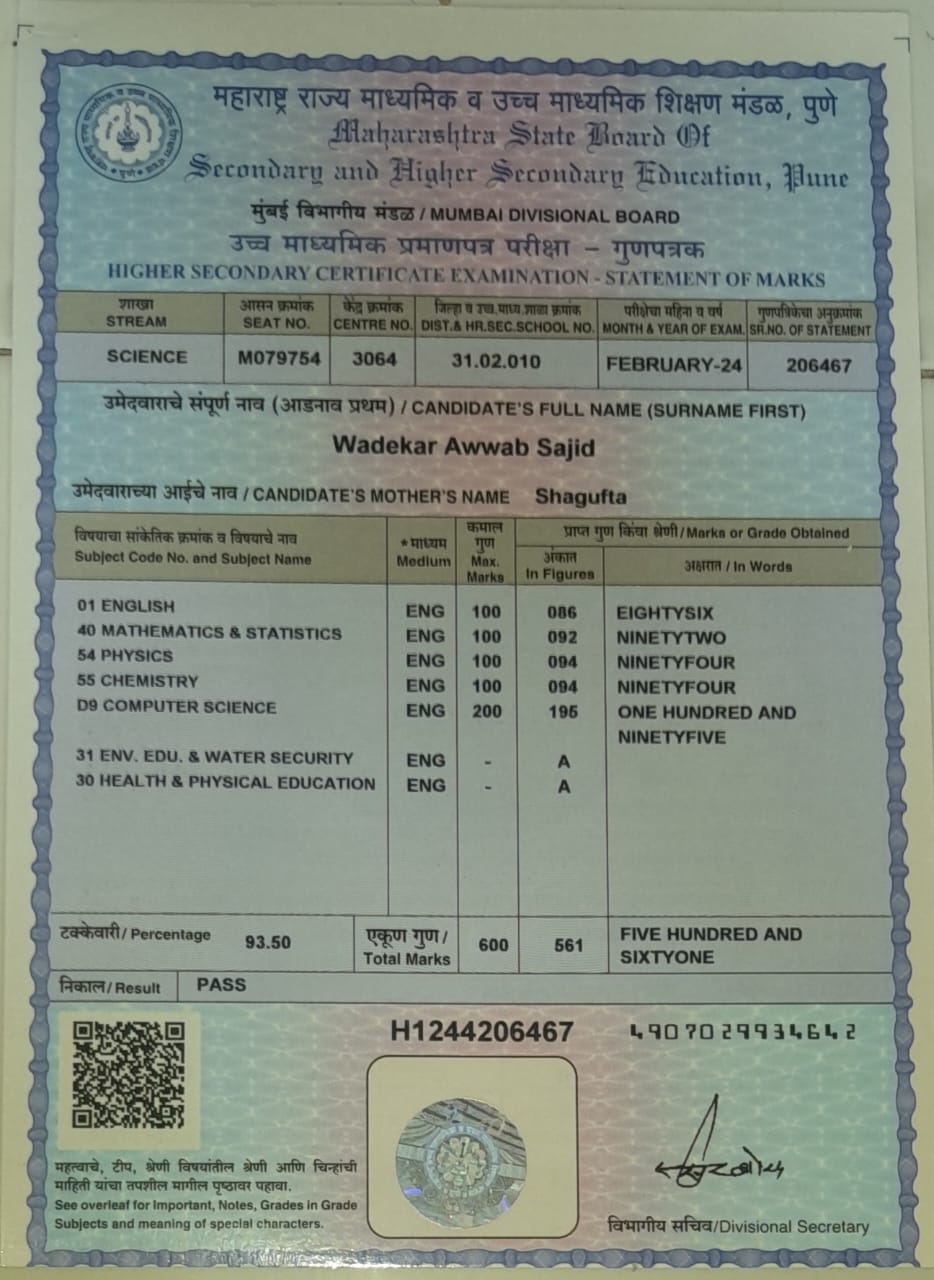 महाराष्ट्र राज्य माध्यमिक व उच्च माध्यमिक शिक्षण मंडळ, पुणे
Maharashtra State Board Of
Secondary and Higher Secondary Education, Pune
मुंबई विभागीय मंडळ / MUMBAI DIVISIONAL BOARD
उच्च माध्यमिक प्रमाणपत्र परीक्षा – गुणपत्रक
HIGHER SECONDARY CERTIFICATE EXAMINATION - STATEMENT OF MARKS
शाखा आसन क्रमांक केंद्र क्रमांक जिल्हा व उच्च.माध्य.शाळा क्रमांक परीक्षेचा महिना व वर्ष गुणपत्रिकेचा अनुक्रमांक
STREAM SEAT NO. CENTRE NO. DIST.& HR.SEC.SCHOOL NO. MONTH & YEAR OF EXAM. SR.NO. OF STATEMENT
SCIENCE M079754 3064 31.02.010 FEBRUARY-24 206467
उमेदवाराचे संपूर्ण नाव (आडनाव प्रथम) / CANDIDATE'S FULL NAME (SURNAME FIRST)
Wadekar Awwab Sajid
उमेदवाराच्या आईचे नाव / CANDIDATE'S MOTHER'S NAME Shagufta
विषयाचा सांकेतिक क्रमांक व विषयाचे नाव
Subject Code No. and Subject Name
*माध्यम
Medium
कमाल
गुण
Max.
Marks
प्राप्त गुण किंवा श्रेणी/Marks or Grade Obtained
अंकात
In Figures
अक्षरात / In Words
01 ENGLISH ENG 100 086 EIGHTYSIX
40 MATHEMATICS & STATISTICS ENG 100 092 NINETYTWO
54 PHYSICS ENG 100 094 NINETYFOUR
55 CHEMISTRY ENG 100 094 NINETYFOUR
D9 COMPUTER SCIENCE ENG 200 195 ONE HUNDRED AND
NINETYFIVE
31 ENV. EDU. & WATER SECURITY ENG - A
30 HEALTH & PHYSICAL EDUCATION ENG - A
टक्केवारी/ Percentage 93.50
एकूण गुण/
Total Marks
600 561 FIVE HUNDRED AND
SIXTYONE
निकाल/ Result PASS
H1244206467 4907029934642
महत्वाचे, टीप, श्रेणी विषयांतील श्रेणी आणि चिन्हांची
माहिती यांचा तपशील मागील पृष्ठावर पहावा.
See overleaf for Important, Notes, Grades in Grade
Subjects and meaning of special characters.
विभागीय सचिव/Divisional Secretary